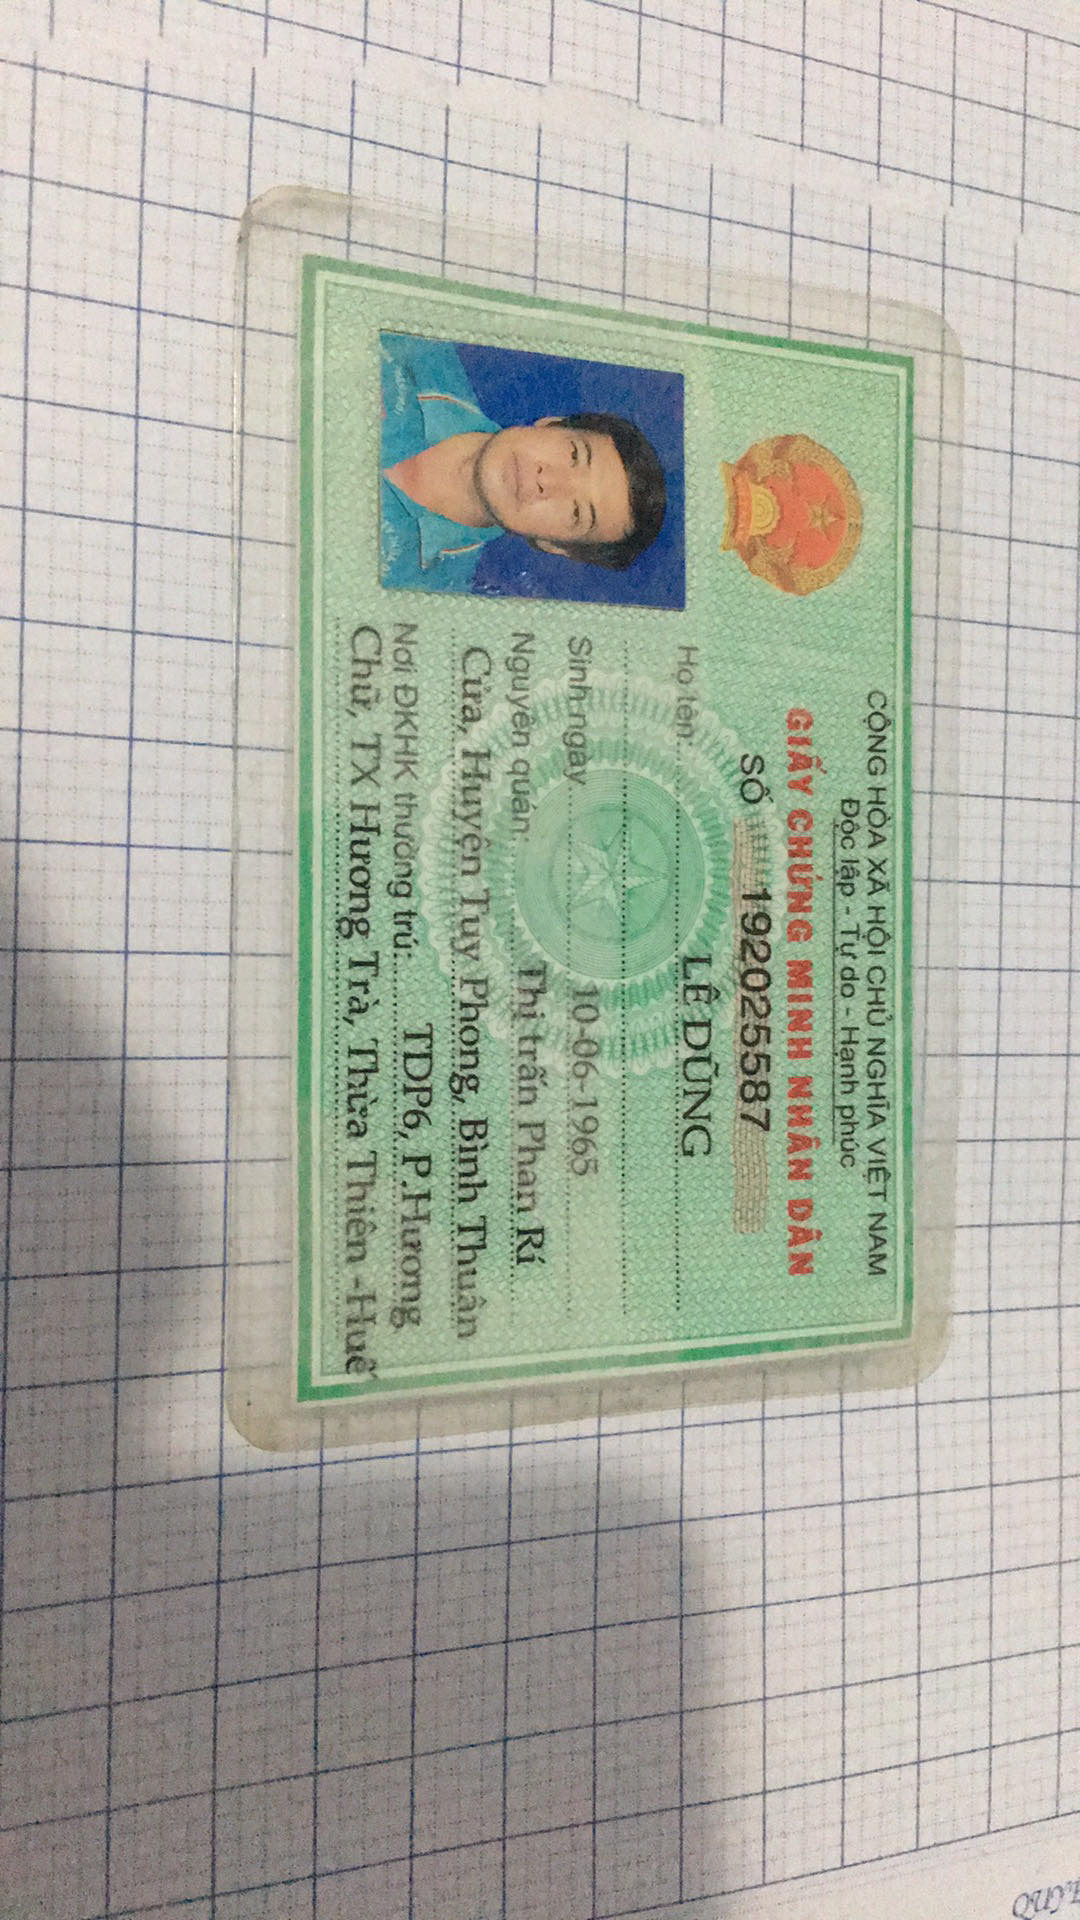 CỘNG HÒA XÃ HỘI CHỦ NGHĨA VIỆT NAM
Độc lập - Tự do - Hạnh phúc
GIẤY CHỨNG MINH NHÂN DÂN
SỐ 192025587
Họ tên: LÊ DŨNG
Sinh ngày 10-06-1965
Nguyên quán: Thị trấn Phan Rí
Cửa, Huyện Tuy Phong, Bình Thuận
Nơi ĐKHK thường trú: TDP6, P.Hương
Chữ, TX Hương Trà, Thừa Thiên -Huế